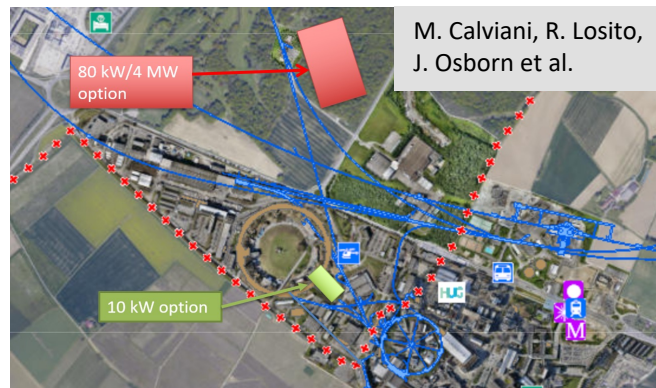 M. Calviani, R. Losito,
J. Osborn et al.
80 kW/4 MW
option
10 kW option
HUG
M